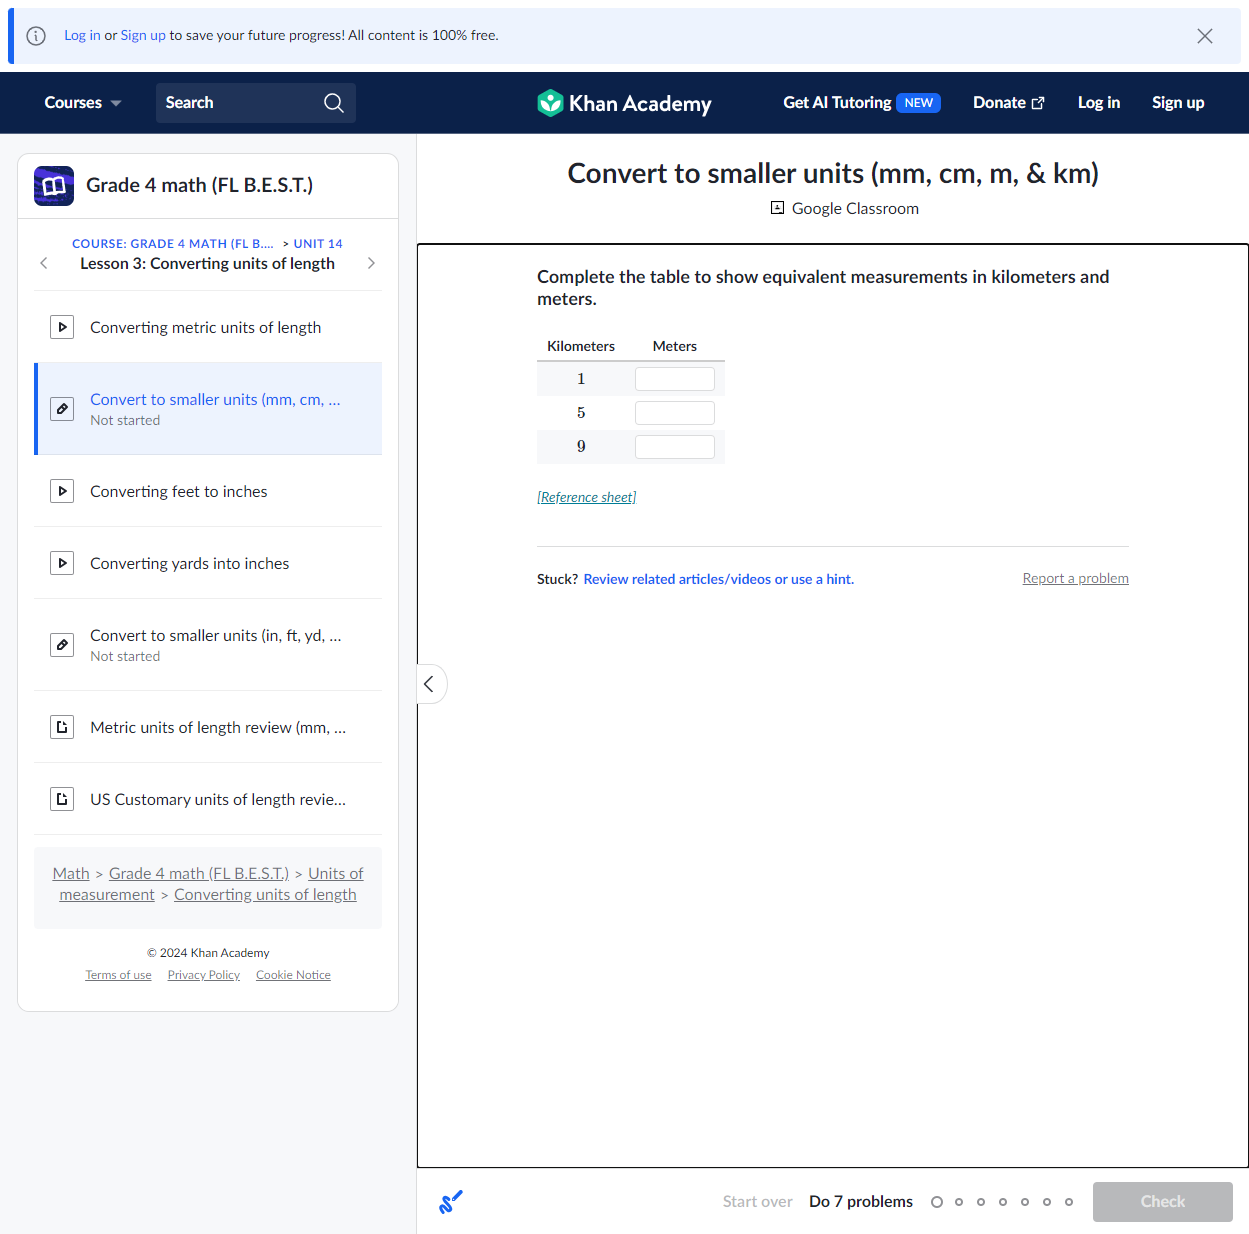 Log in or Sign up to save your future progress! All content is 100% free.
Courses
Search
Khan Academy
Get AI Tutoring NEW
Donate
Log in
Sign up
Grade 4 math (FL B.E.S.T.)
COURSE: GRADE 4 MATH (FL B.... > UNIT 14
Lesson 3: Converting units of length
Converting metric units of length
Convert to smaller units (mm, cm, ...
Not started
Converting feet to inches
Converting yards into inches
Convert to smaller units (in, ft, yd, ...
Not started
Metric units of length review (mm, ...
US Customary units of length revie...
Math > Grade 4 math (FL B.E.S.T.) > Units of
measurement > Converting units of length
© 2024 Khan Academy
Terms of use Privacy Policy Cookie Notice
Convert to smaller units (mm, cm, m, & km)
Google Classroom
Complete the table to show equivalent measurements in kilometers and
meters.
Kilometers Meters
1
5
9
[Reference sheet]
Stuck? Review related articles/videos or use a hint.
Report a problem
Start over
Do 7 problems
Check